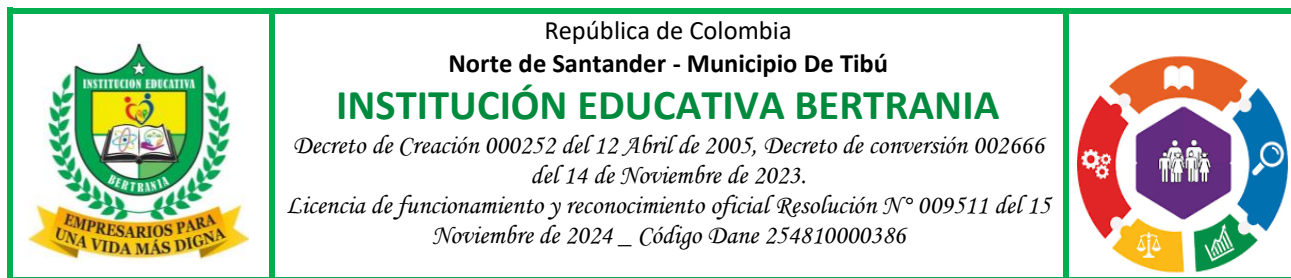 INSTITUCION EDUCATIVA
BERTRANIA
EMPRESARIOS PARA
UNA VIDA MÁS DIGNA
República de Colombia
Norte de Santander - Municipio De Tibú
INSTITUCIÓN EDUCATIVA BERTRANIA
Decreto de Creación 000252 del 12 Abril de 2005, Decreto de conversión 002666
del 14 de Noviembre de 2023.
Licencia de funcionamiento y reconocimiento oficial Resolución N° 009511 del 15
Noviembre de 2024 _ Código Dane 254810000386